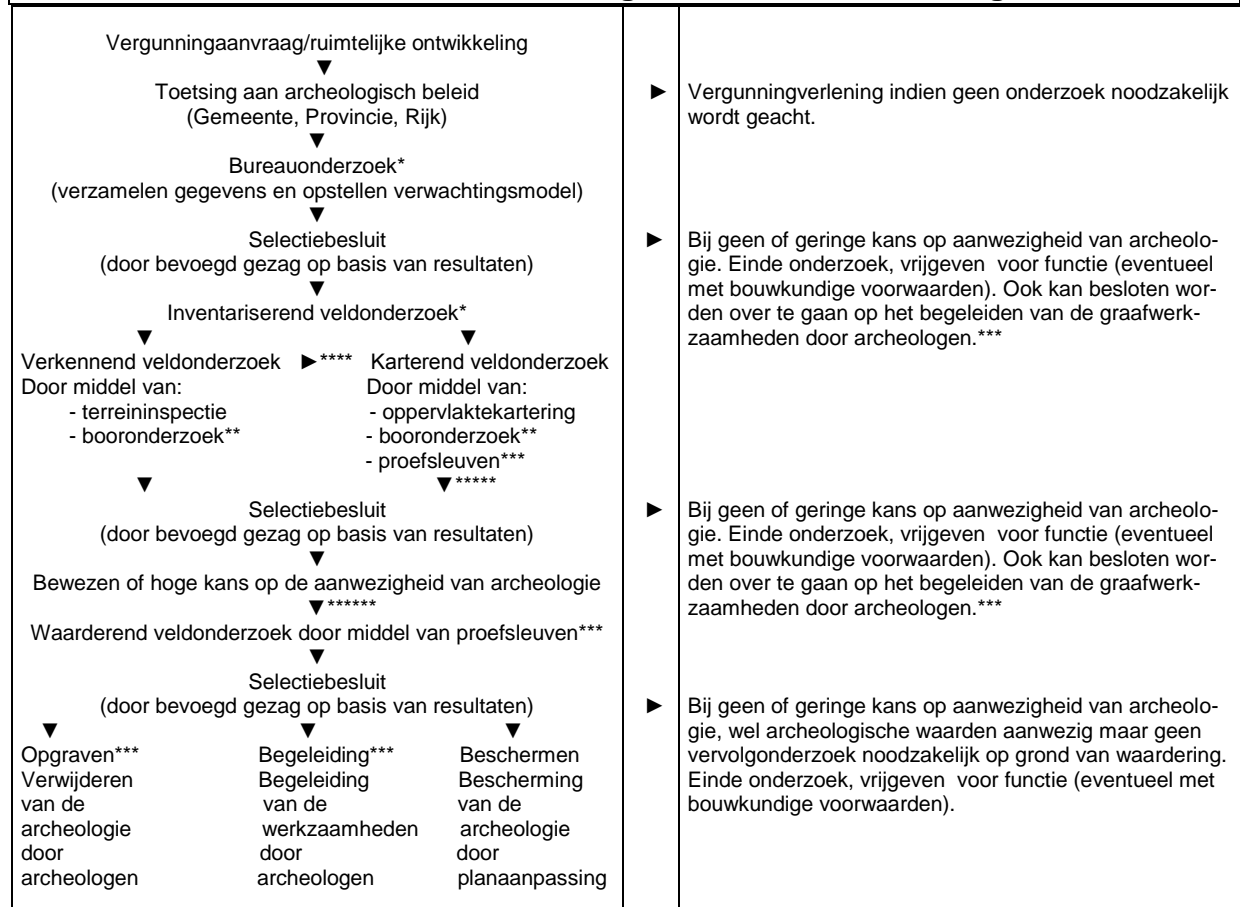 Vergunningaanvraag/ruimtelijke ontwikkeling
▼
Toetsing aan archeologisch beleid
(Gemeente, Provincie, Rijk)
▼
Bureauonderzoek*
(verzamelen gegevens en opstellen verwachtingsmodel)
▼
Selectiebesluit
(door bevoegd gezag op basis van resultaten)
▼
Inventariserend veldonderzoek*
▼ ▼
Verkennend veldonderzoek ►**** Karterend veldonderzoek
Door middel van: Door middel van:
- terreininspectie - oppervlaktekartering
- booronderzoek** - booronderzoek**
- proefsleuven***
▼ ▼*****
Selectiebesluit
(door bevoegd gezag op basis van resultaten)
▼
Bewezen of hoge kans op de aanwezigheid van archeologie
▼******
Waarderend veldonderzoek door middel van proefsleuven***
▼
Selectiebesluit
(door bevoegd gezag op basis van resultaten)
▼ ▼ ▼
Opgraven*** Begeleiding*** Beschermen
Verwijderen Begeleiding Bescherming
van de van de van de
archeologie werkzaamheden archeologie
door door door
archeologen archeologen planaanpassing
► Vergunningverlening indien geen onderzoek noodzakelijk
wordt geacht.
► Bij geen of geringe kans op aanwezigheid van archeolo-
gie. Einde onderzoek, vrijgeven voor functie (eventueel
met bouwkundige voorwaarden). Ook kan besloten wor-
den over te gaan op het begeleiden van de graafwerk-
zaamheden door archeologen.***
► Bij geen of geringe kans op aanwezigheid van archeolo-
gie. Einde onderzoek, vrijgeven voor functie (eventueel
met bouwkundige voorwaarden). Ook kan besloten wor-
den over te gaan op het begeleiden van de graafwerk-
zaamheden door archeologen.***
► Bij geen of geringe kans op aanwezigheid van archeolo-
gie, wel archeologische waarden aanwezig maar geen
vervolgonderzoek noodzakelijk op grond van waardering.
Einde onderzoek, vrijgeven voor functie (eventueel met
bouwkundige voorwaarden).